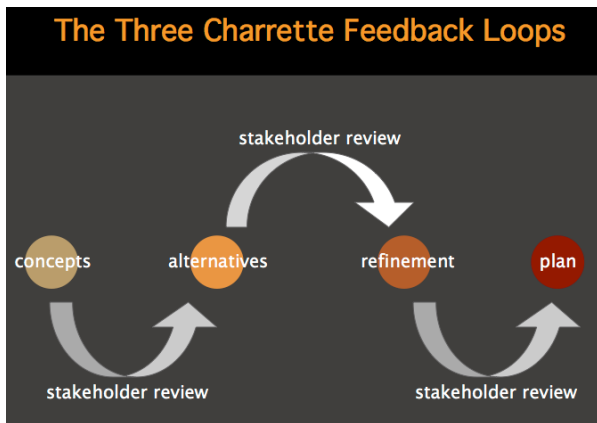 The Three Charrette Feedback Loops
stakeholder review
concepts
alternatives
refinement
plan
stakeholder review
stakeholder review